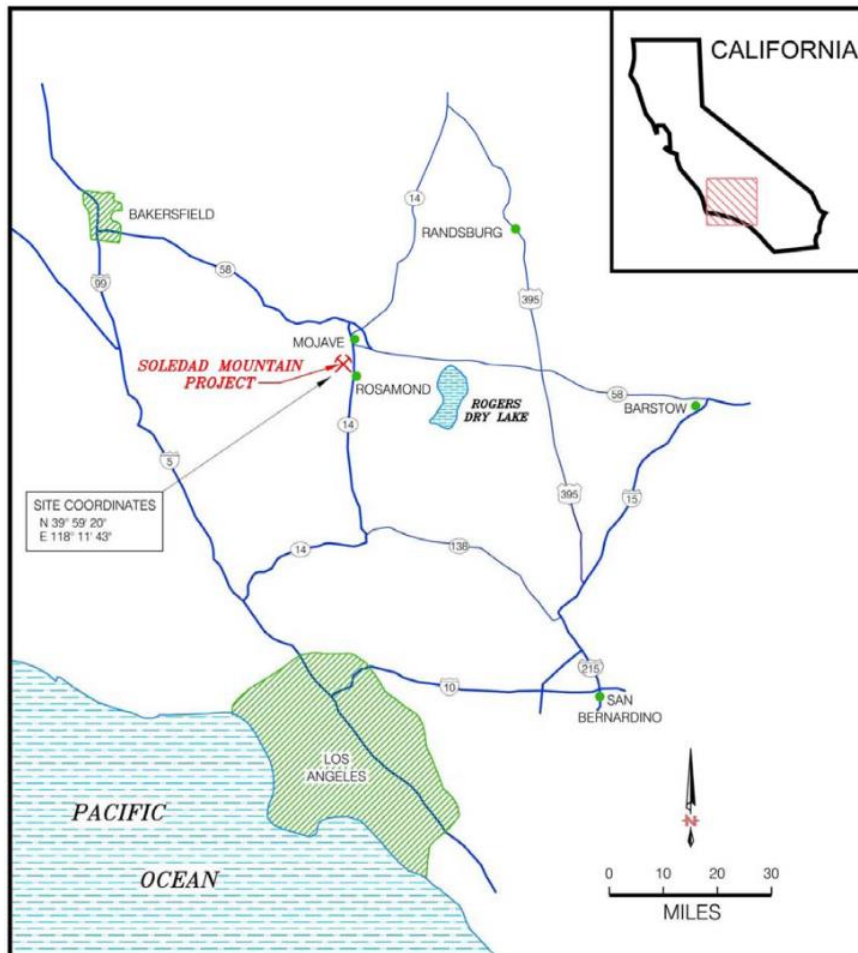 CALIFORNIA
14
BAKERSFIELD
RANDSBURG
99
58
395
MOJAVE
SOLEDAD MOUNTAIN
PROJECT
ROSAMOND
ROGERS
DRY LAKE
58
BARSTOW
14
5
395
15
SITE COORDINATES
N 39° 59' 20"
E 118° 11' 43"
14
138
215
10
SAN
BERNARDINO
LOS
ANGELES
PACIFIC
OCEAN
N
0 10 20 30
MILES